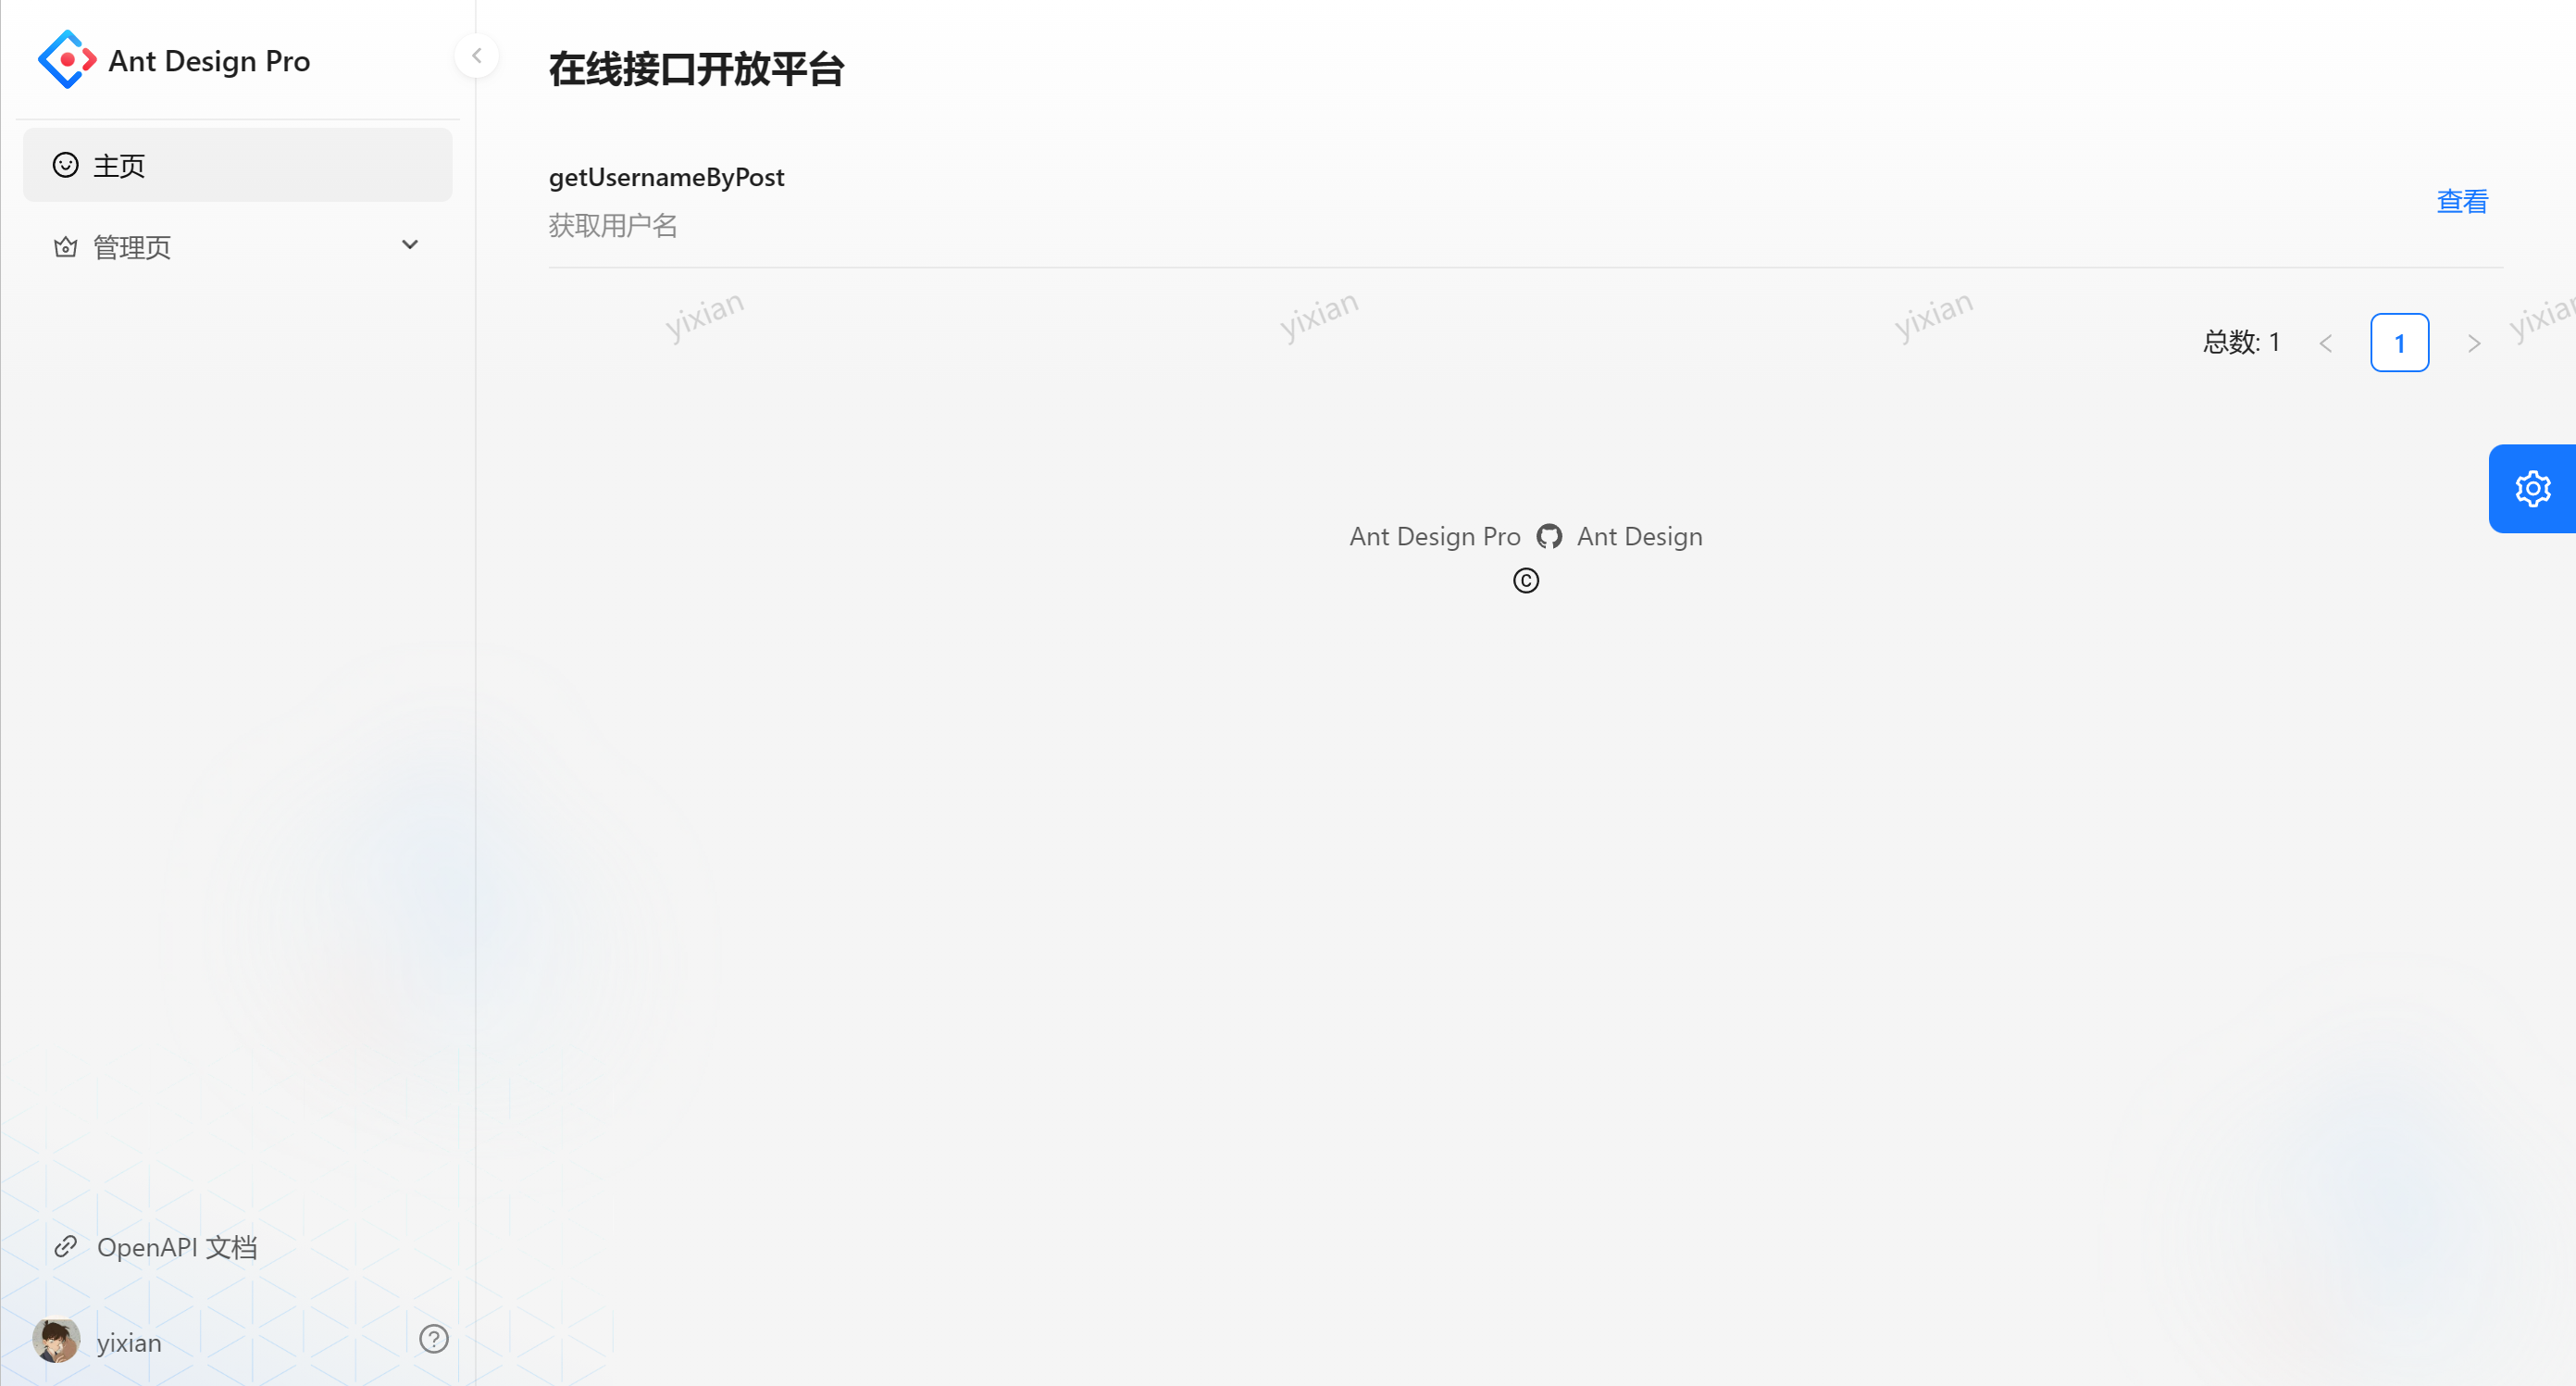 Ant Design Pro
主页
管理页
OpenAPI 文档
yixian
在线接口开放平台
getUsernameByPost
获取用户名
查看
yixian
yixian
yixian
yixian
总数: 1
1
Ant Design Pro
Ant Design
©